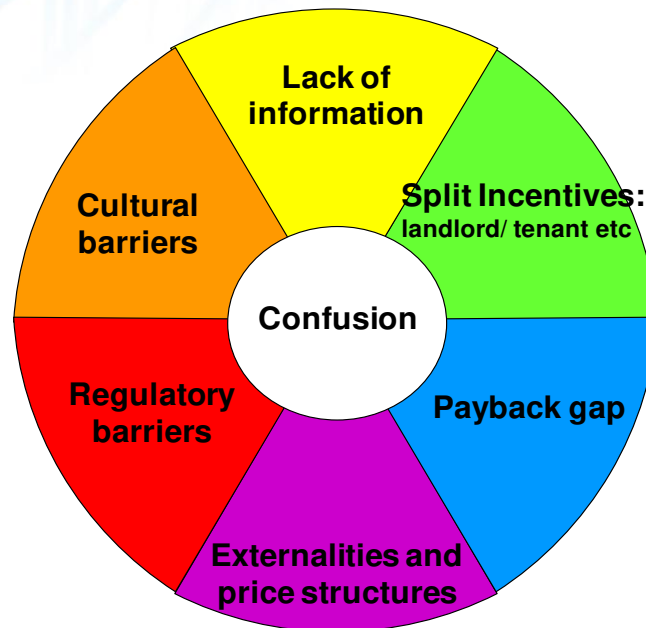 Lack of
information
Split Incentives:
landlord/ tenant etc
Cultural
barriers
Confusion
Regulatory
barriers
Payback gap
Externalities and
price structures